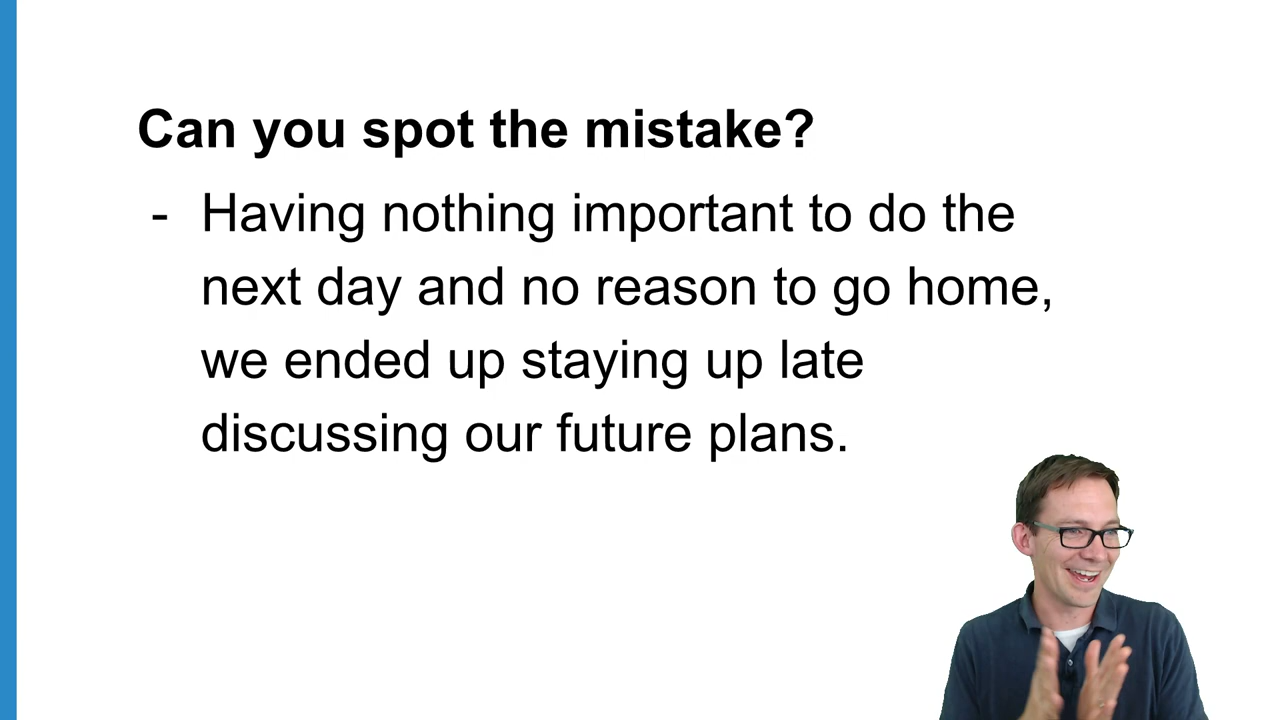 Can you spot the mistake?
- Having nothing important to do the
next day and no reason to go home,
we ended up staying up late
discussing our future plans.